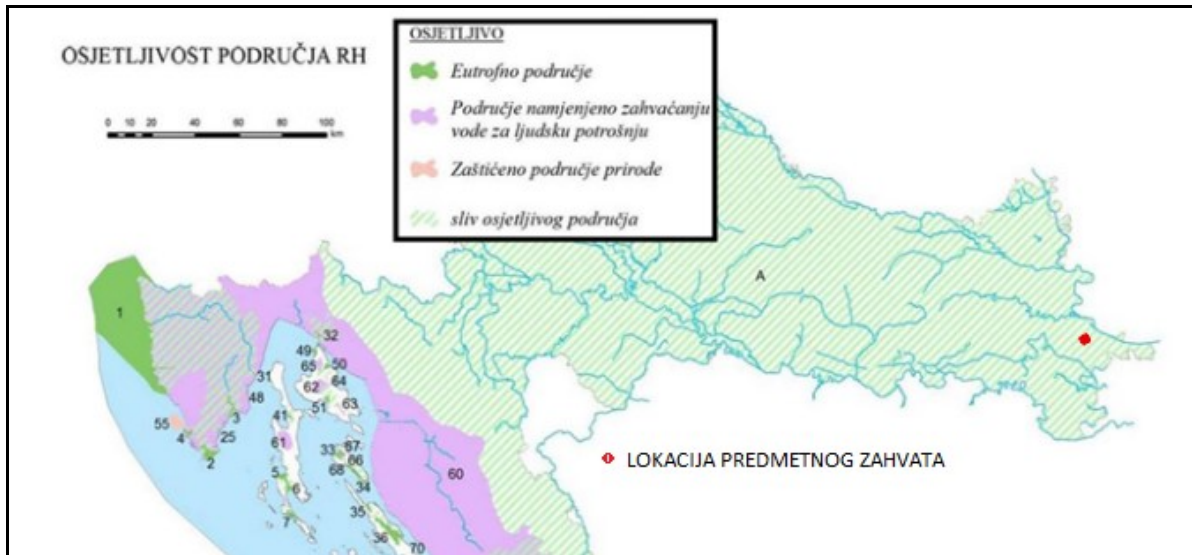 OSJETLJIVOST PODRUČJA RH
0 5 10 20 40 60 80 100
km
OSJETLJIVO
Eutrofno područje
Područje namjenjeno zahvaćanju
vode za ljudsku potrošnju
Zaštićeno područje prirode
sliv osjetljivog područja
A
1
32
49
50
65
31
62
64
51
63
48
41
3
55
4
25
61
2
33
67
66
68
60
5
6
34
7
35
36
70
LOKACIJA PREDMETNOG ZAHVATA